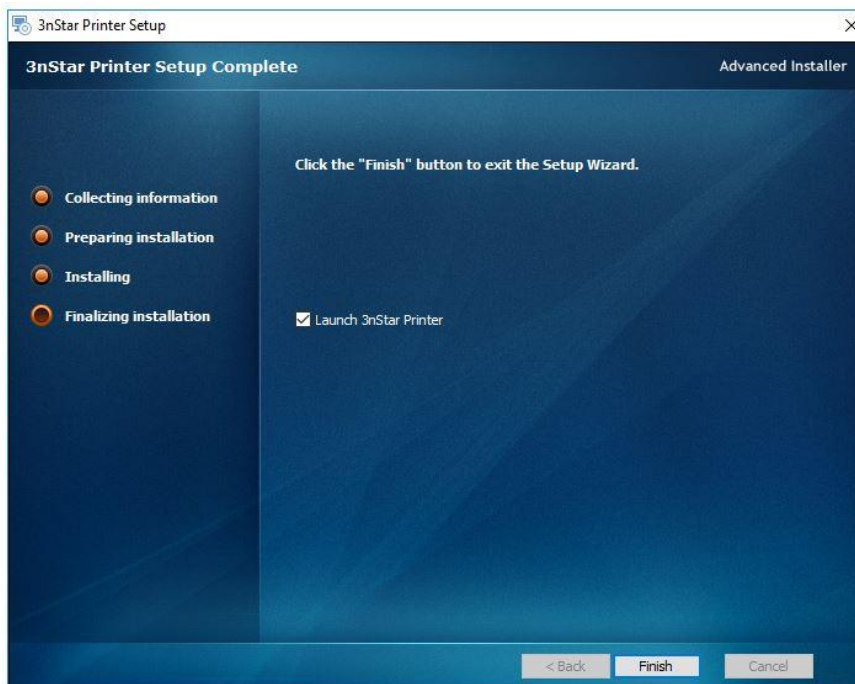 3nStar Printer Setup
3nStar Printer Setup Complete
Advanced Installer
Click the "Finish" button to exit the Setup Wizard.
Collecting information
Preparing installation
Installing
Finalizing installation
Launch 3nStar Printer
< Back
Finish
Cancel